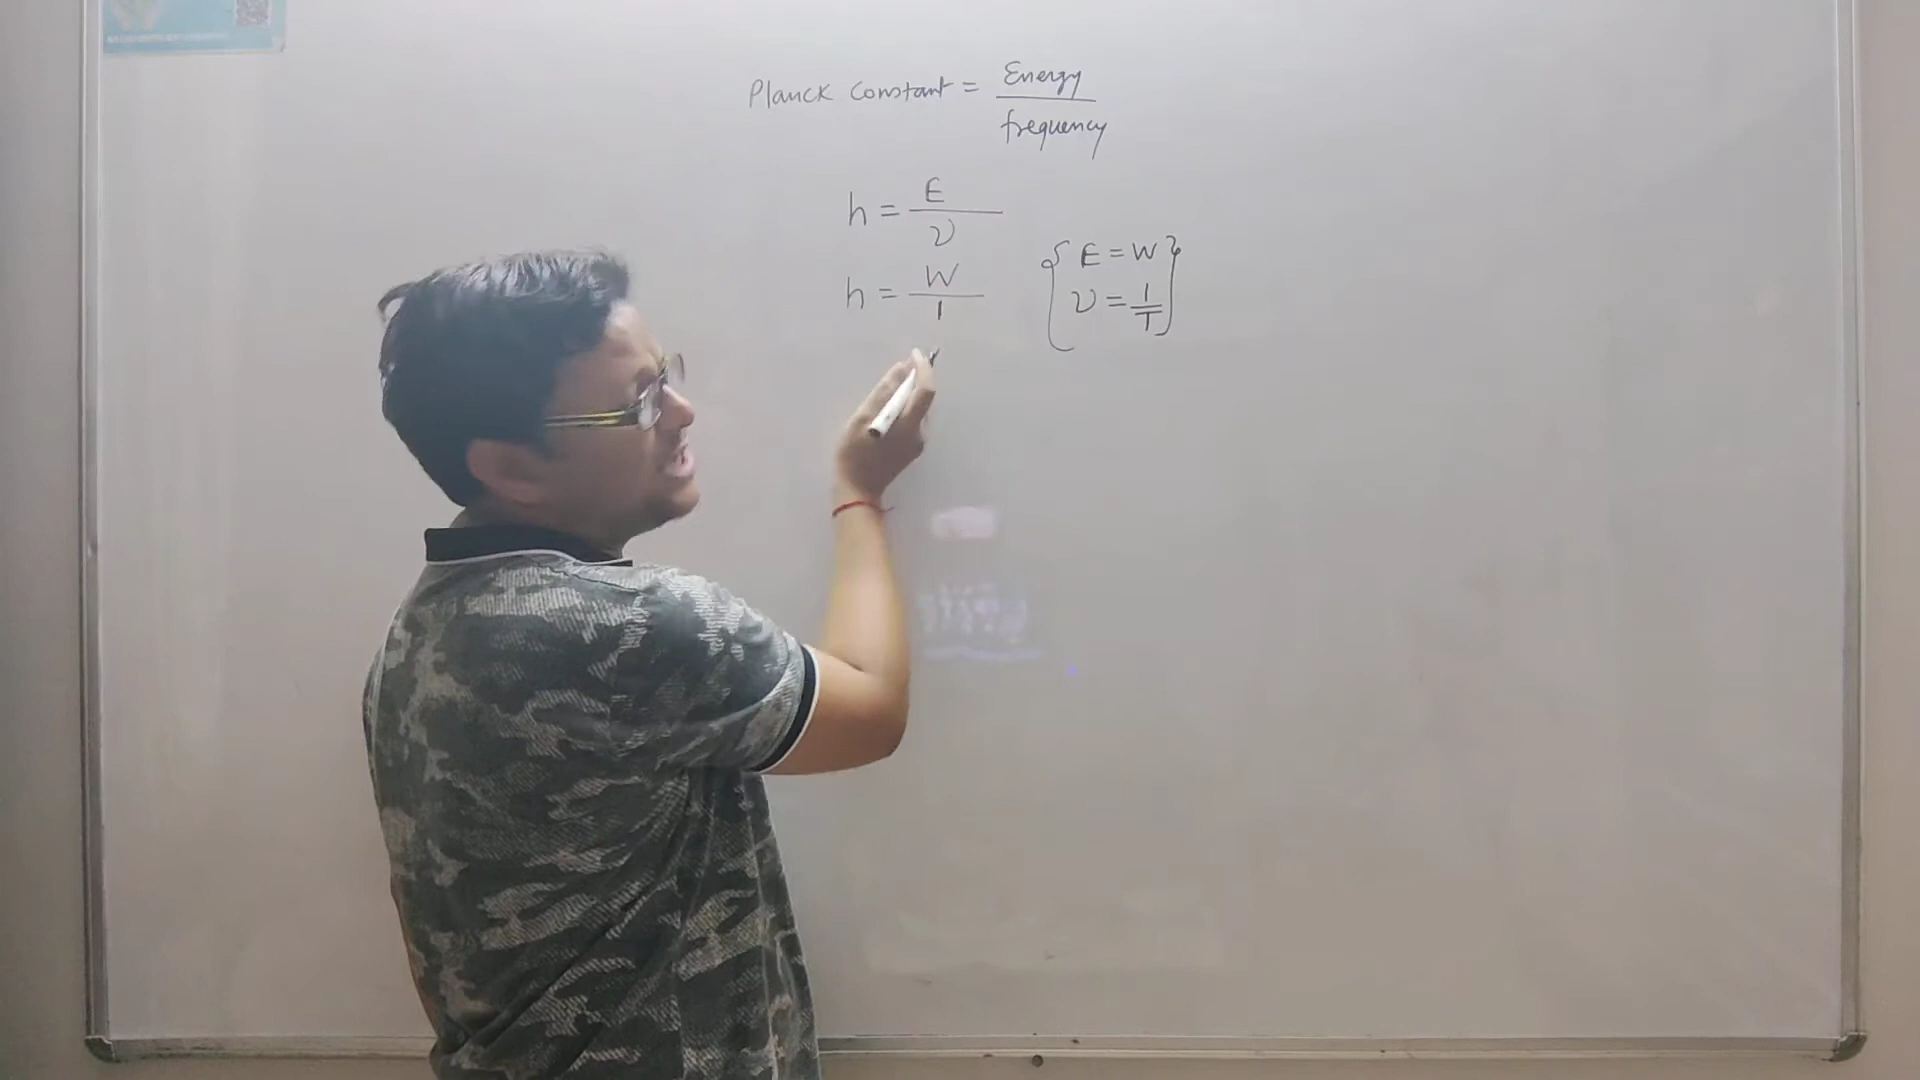 Planck Constant = Energy / frequency
h = E / ν
h = W / 1
{ E = W }
ν = 1 / T